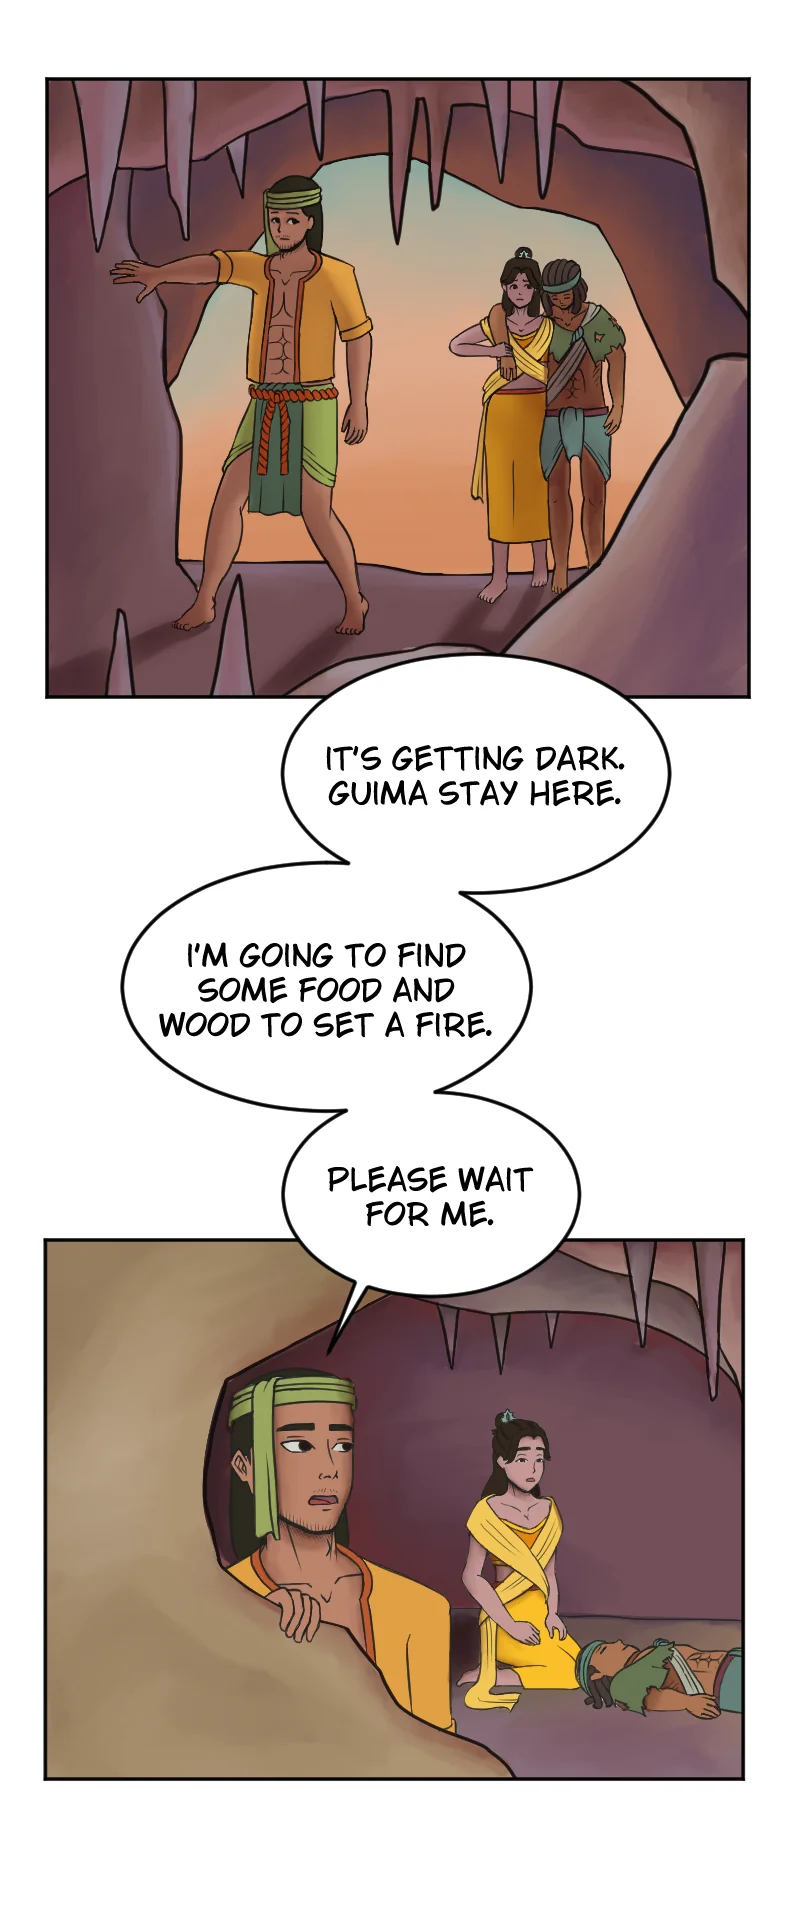 IT'S GETTING DARK.
GUIMA STAY HERE.
I'M GOING TO FIND
SOME FOOD AND
WOOD TO SET A FIRE.
PLEASE WAIT
FOR ME.